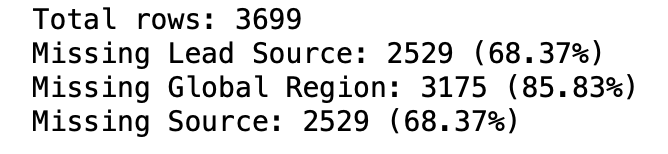 Total rows: 3699
Missing Lead Source: 2529 (68.37%)
Missing Global Region: 3175 (85.83%)
Missing Source: 2529 (68.37%)